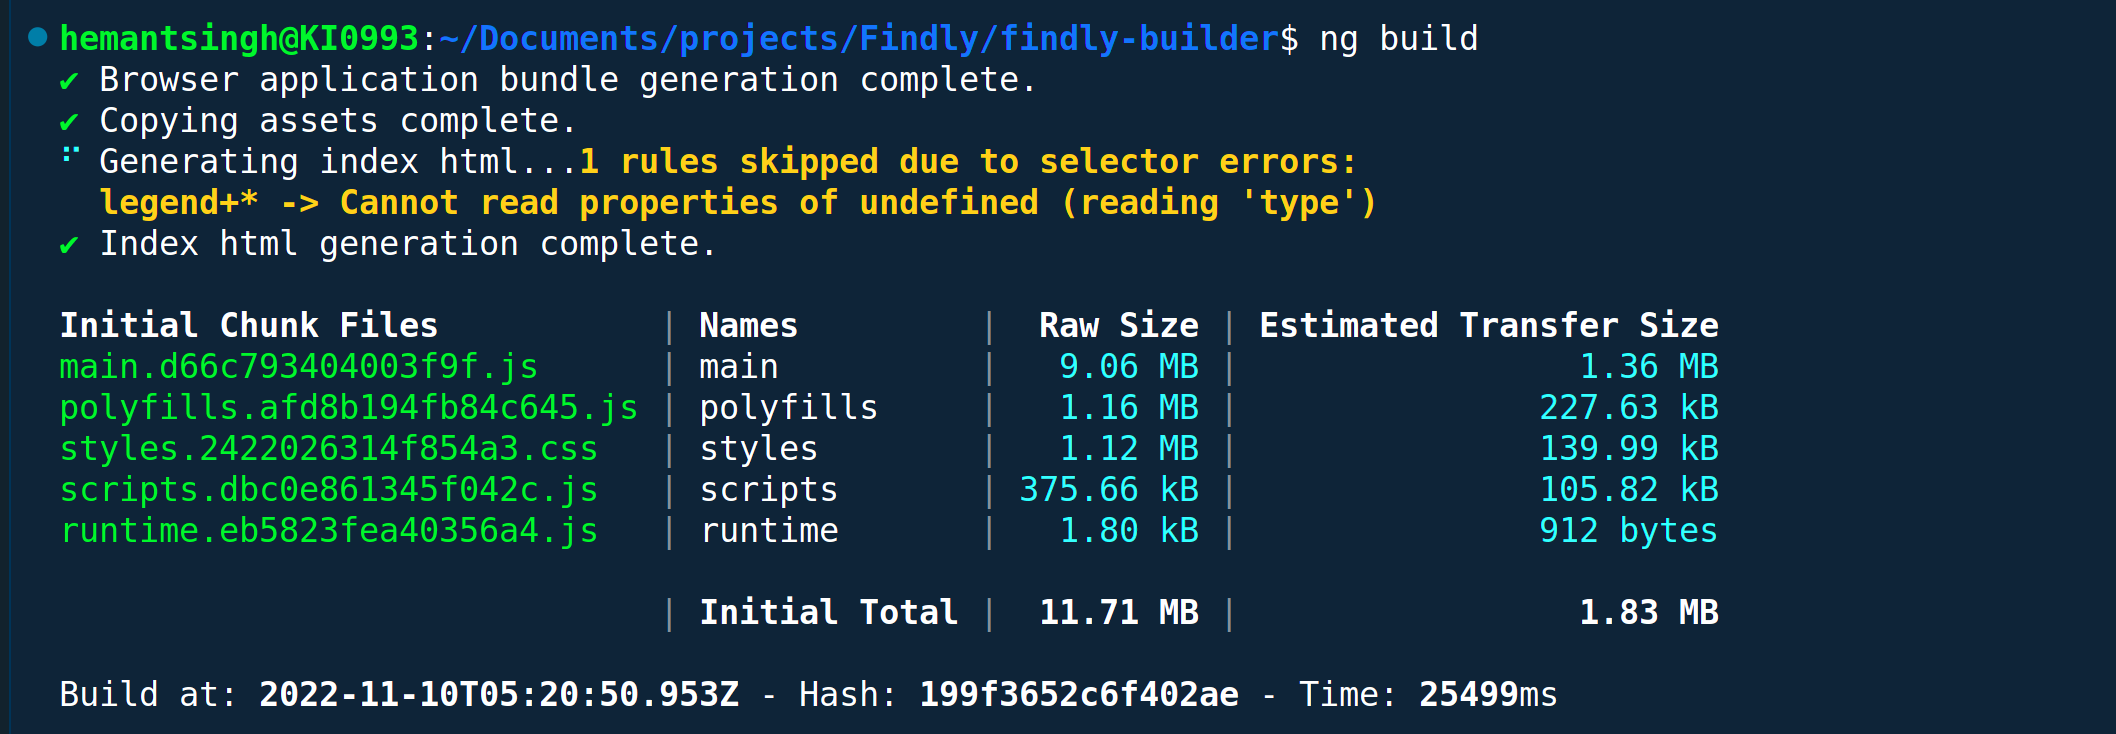 hemantsingh@KI0993:~/Documents/projects/Findly/findly-builder$ ng build
✔ Browser application bundle generation complete.
✔ Copying assets complete.
⠋ Generating index html...1 rules skipped due to selector errors:
  legend+* -> Cannot read properties of undefined (reading 'type')
✔ Index html generation complete.
Initial Chunk Files | Names | Raw Size | Estimated Transfer Size
main.d66c793404003f9f.js | main | 9.06 MB | 1.36 MB
polyfills.afd8b194fb84c645.js | polyfills | 1.16 MB | 227.63 kB
styles.2422026314f854a3.css | styles | 1.12 MB | 139.99 kB
scripts.dbc0e861345f042c.js | scripts | 375.66 kB | 105.82 kB
runtime.eb5823fea40356a4.js | runtime | 1.80 kB | 912 bytes
| Initial Total | 11.71 MB | 1.83 MB
Build at: 2022-11-10T05:20:50.953Z - Hash: 199f3652c6f402ae - Time: 25499ms